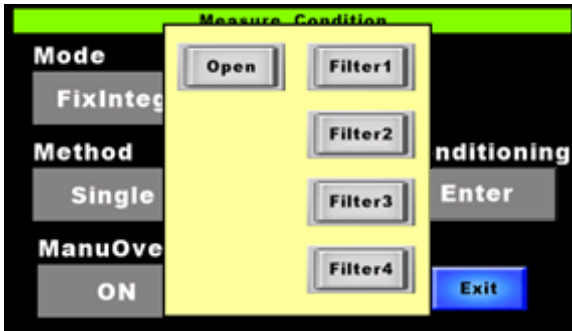 Measure Condition
Mode
FixInteg
Open
Filter1
Filter2
Method
nditioning
Single
Filter3
Enter
ManuOve
Filter4
ON
Exit